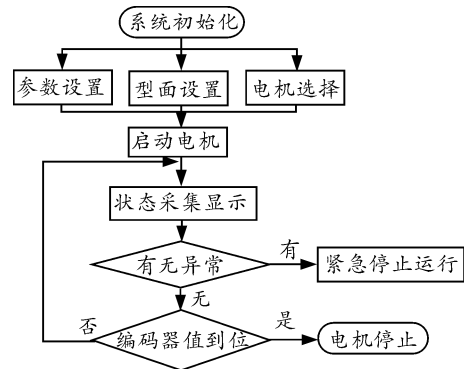 系统初始化
参数设置
型面设置
电机选择
启动电机
状态采集显示
有无异常
有
紧急停止运行
无
否
编码器值到位
是
电机停止